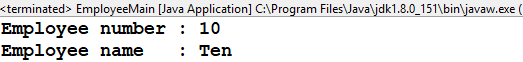 <terminated> EmployeeMain [Java Application] C:\Program Files\Java\jdk1.8.0_151\bin\javaw.exe (
Employee number : 10
Employee name   : Ten